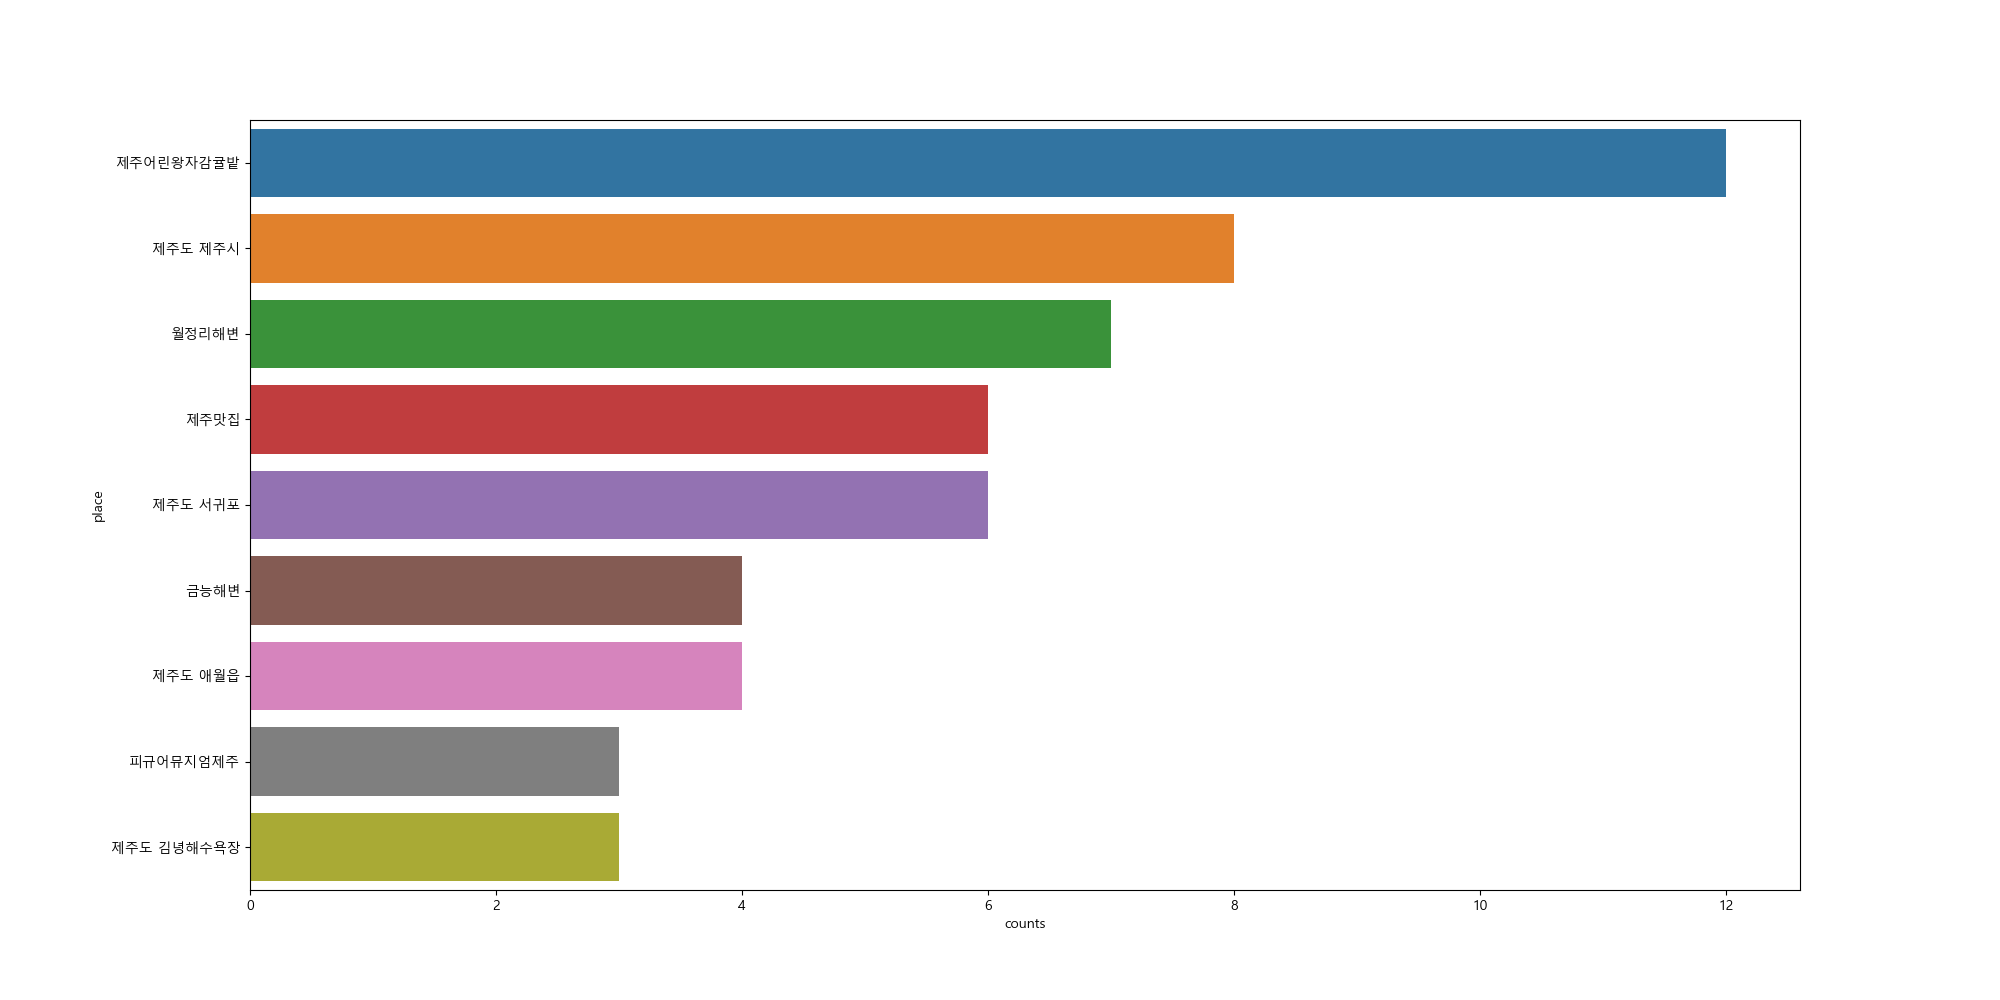 제주어린왕자감귤밭
제주도 제주시
월정리해변
제주맛집
제주도 서귀포
금능해변
제주도 애월읍
피규어뮤지엄제주
제주도 김녕해수욕장
place
0 2 4 6 8 10 12
counts